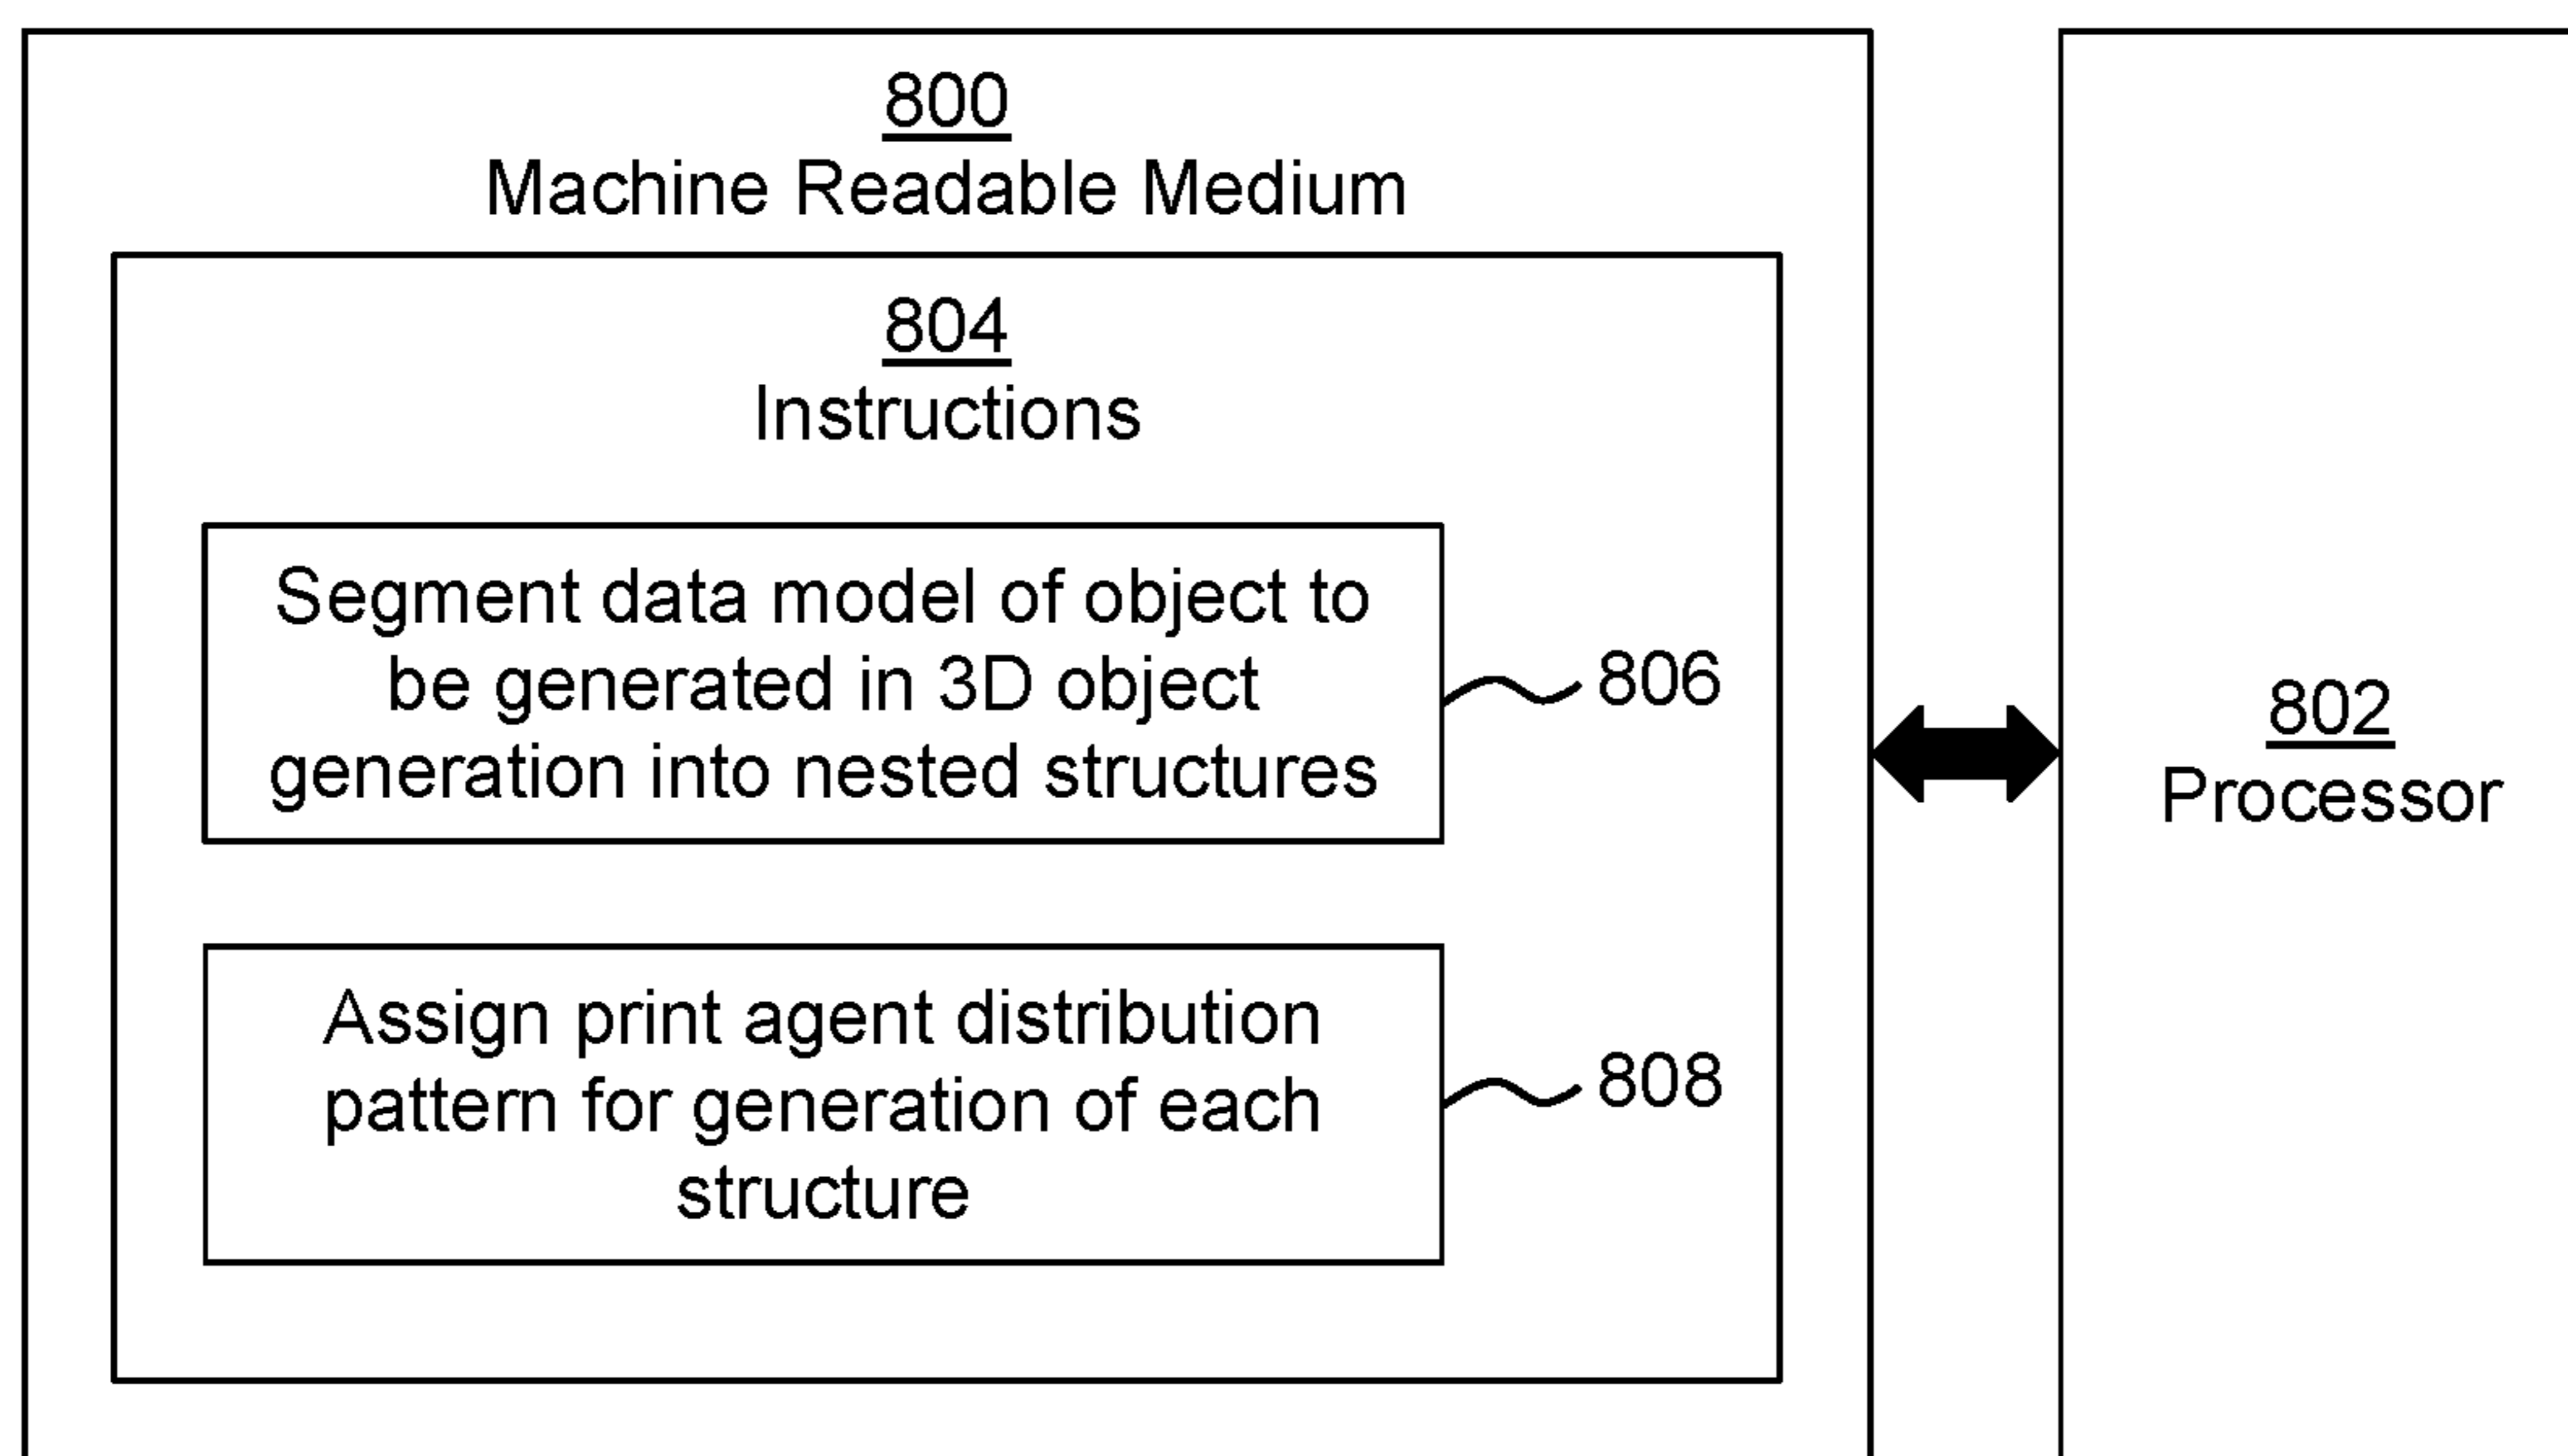 800
Machine Readable Medium
804
Instructions
Segment data model of object to
be generated in 3D object
generation into nested structures
806
Assign print agent distribution
pattern for generation of each
structure
808
802
Processor